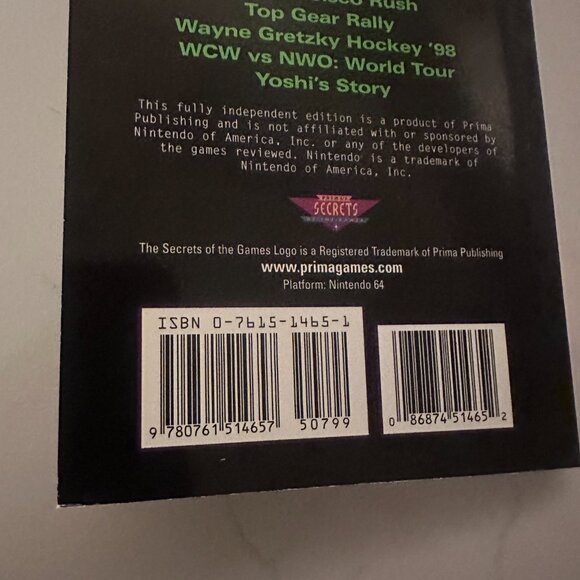 Rush
Top Gear Rally
Wayne Gretzky Hockey '98
WCW vs NWO: World Tour
Yoshi's Story
This fully independent edition is a product of Prima
Publishing and is not affiliated with or sponsored by
Nintendo of America, Inc. or any of the developers of
the games reviewed. Nintendo is a trademark of
Nintendo of America, Inc.
SECRETS
The Secrets of the Games Logo is a Registered Trademark of Prima Publishing
www.primagames.com
Platform: Nintendo 64
ISBN 0-7615-1465-1
9 780761 514657 50799
0 86874 51465 2